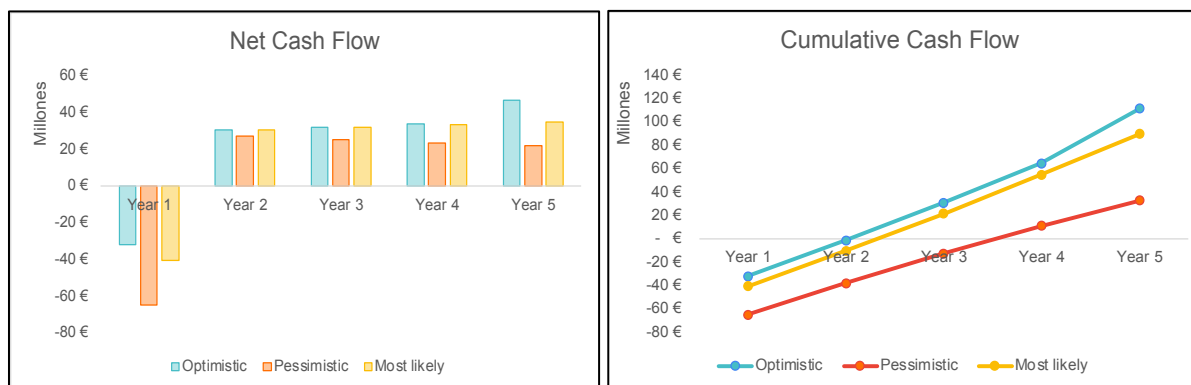 Net Cash Flow
Millones
60 €
40 €
20 €
0 €
-20 €
-40 €
-60 €
-80 €
Year 1
Year 2
Year 3
Year 4
Year 5
Optimistic
Pessimistic
Most likely
Cumulative Cash Flow
Millones
140 €
120 €
100 €
80 €
60 €
40 €
20 €
- €
-20 €
-40 €
-60 €
-80 €
Year 1
Year 2
Year 3
Year 4
Year 5
Optimistic
Pessimistic
Most likely